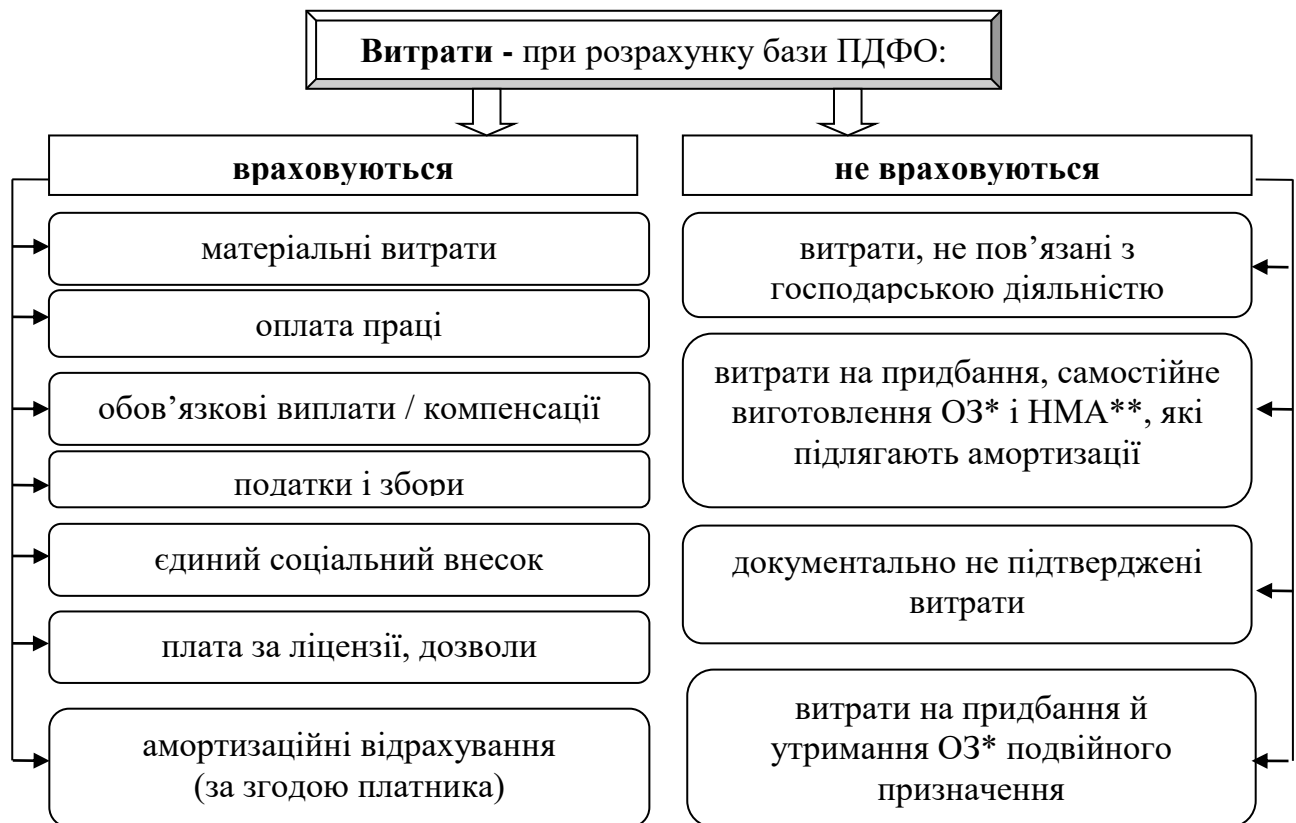 Витрати - при розрахунку бази ПДФО:
враховуються
матеріальні витрати
оплата праці
обов’язкові виплати / компенсації
податки і збори
єдиний соціальний внесок
плата за ліцензії, дозволи
амортизаційні відрахування
(за згодою платника)
не враховуються
витрати, не пов’язані з
господарською діяльністю
витрати на придбання, самостійне
виготовлення ОЗ* і НМА**, які
підлягають амортизації
документально не підтверджені
витрати
витрати на придбання й
утримання ОЗ* подвійного
призначення